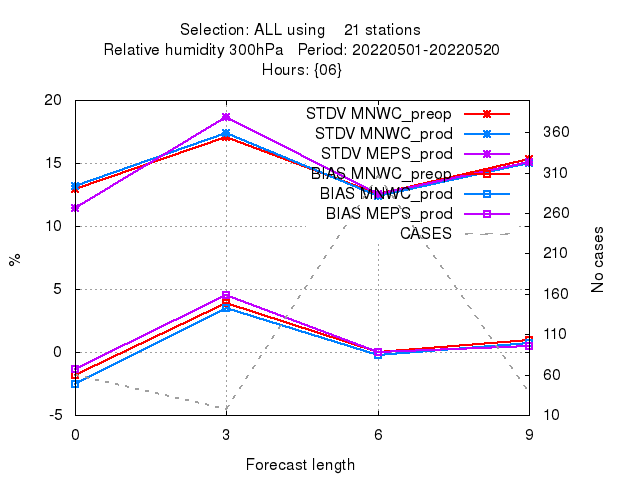 Selection: ALL using    21 stations
Relative humidity 300hPa   Period: 20220501-20220520
Hours: {06}
STDV MNWC_preop
STDV MNWC_prod
STDV MEPS_prod
BIAS MNWC_preop
BIAS MNWC_prod
BIAS MEPS_prod
CASES
20
15
10
5
0
-5
%
360
310
260
210
160
110
60
10
No cases
0 3 6 9
Forecast length